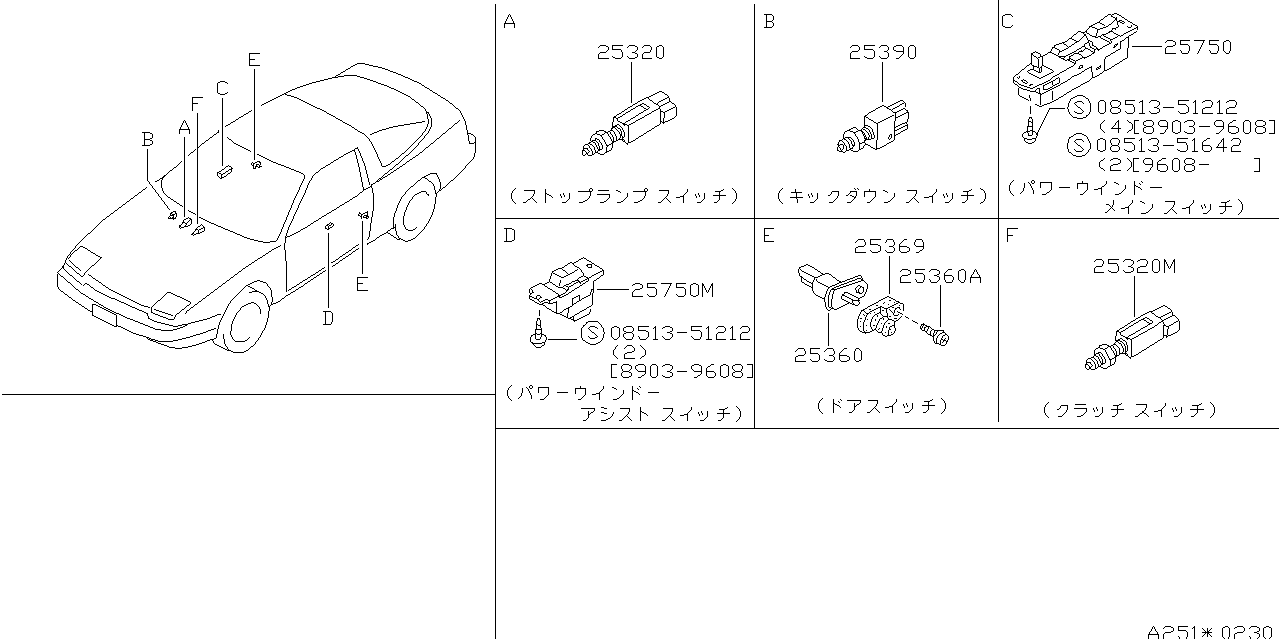 E
C
F
A
B
E
D
A
25320
(ストップランプ スイッチ)
B
25390
(キックダウン スイッチ)
C
25750
Ⓢ 08513-51212
(4)[8903-9608]
Ⓢ 08513-51642
(2)[9608-    ]
(パワーウインドー
メイン スイッチ)
D
25750M
Ⓢ 08513-51212
(2)
[8903-9608]
(パワーウインドー
アシスト スイッチ)
E
25369
25360A
25360
(ドアスイッチ)
F
25320M
(クラッチ スイッチ)
A251* 0230